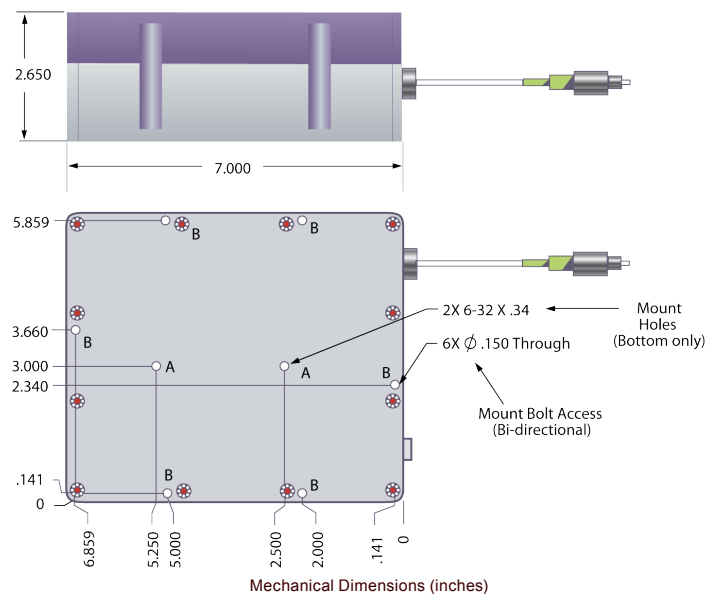 2.650
7.000
5.859
B
B
2X 6-32 X .34
Mount
Holes
(Bottom only)
3.660
B
6X ϕ .150 Through
3.000
A
A
B
2.340
Mount Bolt Access
(Bi-directional)
.141
B
B
0
6.859
5.250
5.000
2.500
2.000
.141
0
Mechanical Dimensions (inches)